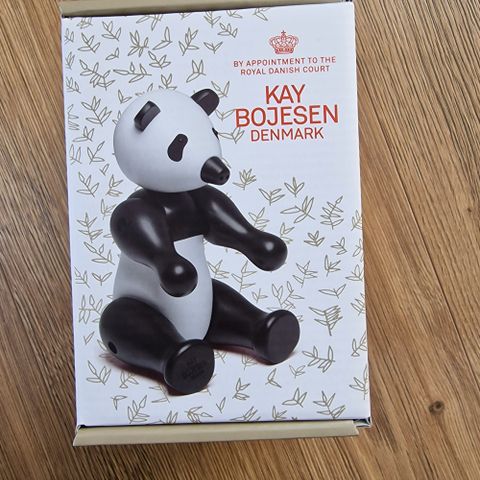 BY APPOINTMENT TO THE
ROYAL DANISH COURT
KAY
BOJESEN
DENMARK